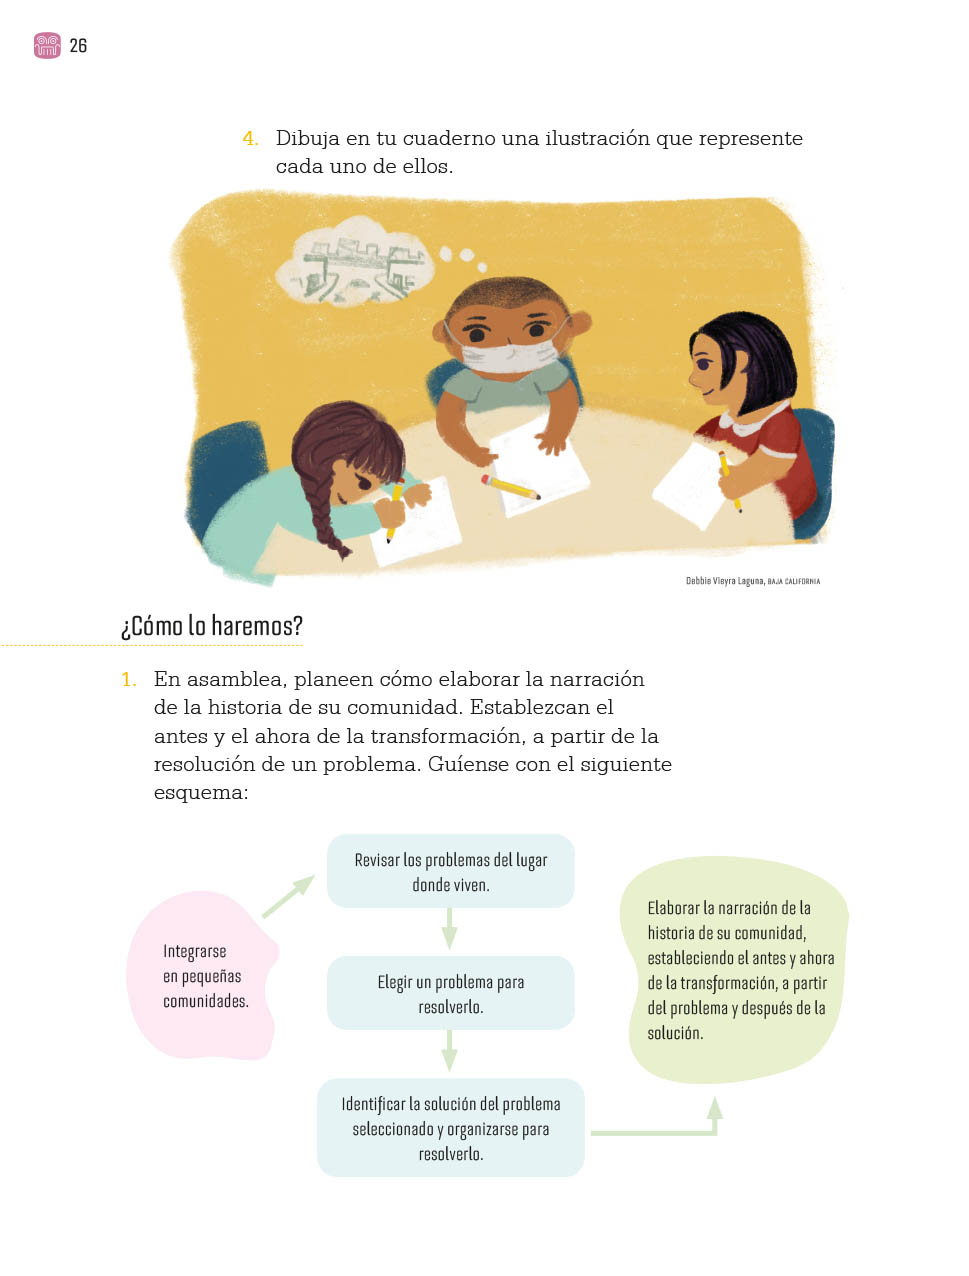 26
4. Dibuja en tu cuaderno una ilustración que represente
cada uno de ellos.
Debbie Vieyra Laguna, BAJA CALIFORNIA
¿Cómo lo haremos?
1. En asamblea, planeen cómo elaborar la narración
de la historia de su comunidad. Establezcan el
antes y el ahora de la transformación, a partir de la
resolución de un problema. Guíense con el siguiente
esquema:
Integrarse
en pequeñas
comunidades.
Revisar los problemas del lugar
donde viven.
Elegir un problema para
resolverlo.
Identificar la solución del problema
seleccionado y organizarse para
resolverlo.
Elaborar la narración de la
historia de su comunidad,
estableciendo el antes y ahora
de la transformación, a partir
del problema y después de la
solución.